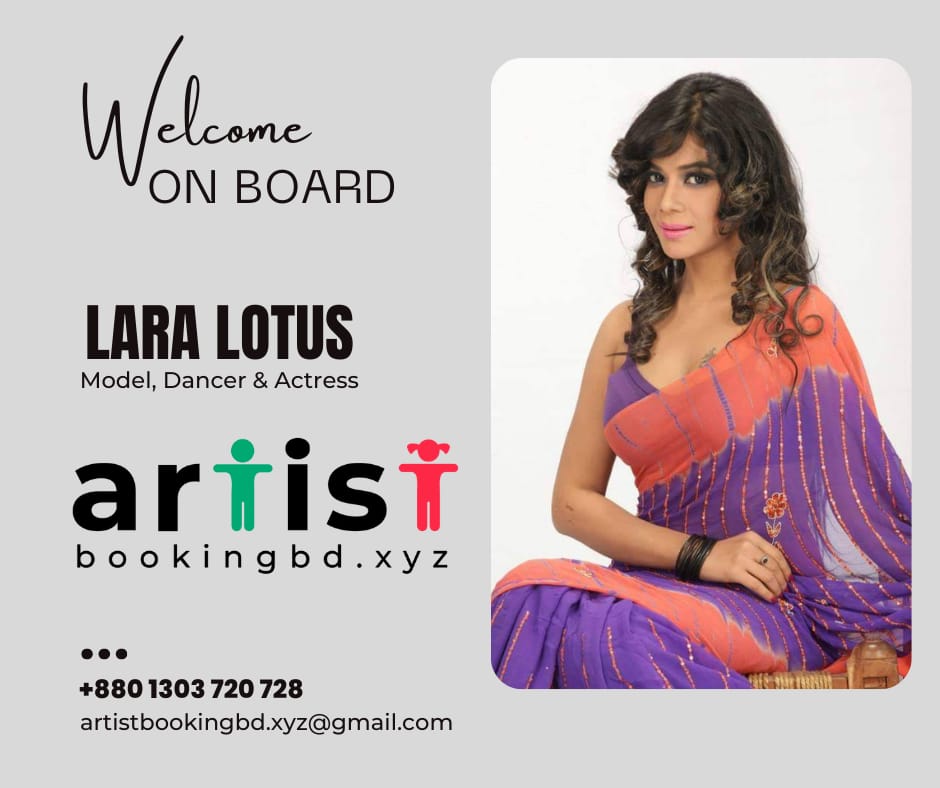 Welcome
ON BOARD
LARA LOTUS
Model, Dancer & Actress
artist
bookingbd.xyz
+880 1303 720 728
artistbookingbd.xyz@gmail.com